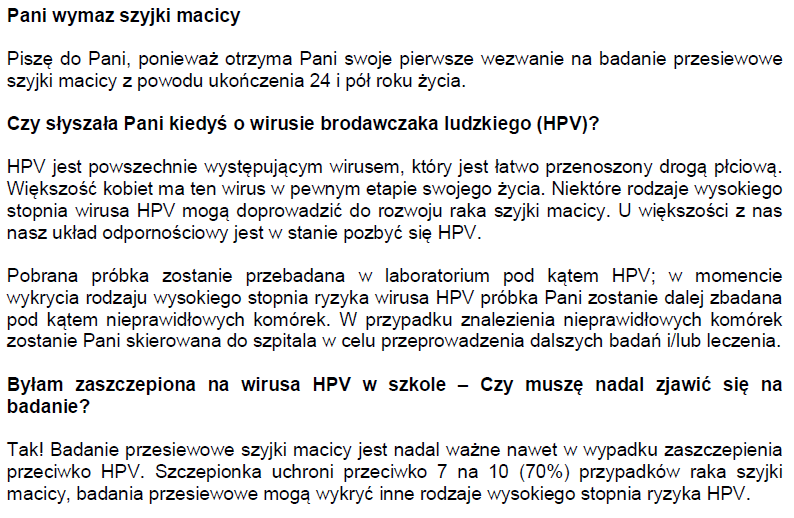 Pani wymaz szyjki macicy
Piszę do Pani, ponieważ otrzyma Pani swoje pierwsze wezwanie na badanie przesiewowe
szyjki macicy z powodu ukończenia 24 i pół roku życia.
Czy słyszała Pani kiedyś o wirusie brodawczaka ludzkiego (HPV)?
HPV jest powszechnie występującym wirusem, który jest łatwo przenoszony drogą płciową.
Większość kobiet ma ten wirus w pewnym etapie swojego życia. Niektóre rodzaje wysokiego
stopnia wirusa HPV mogą doprowadzić do rozwoju raka szyjki macicy. U większości z nas
nasz układ odpornościowy jest w stanie pozbyć się HPV.
Pobrana próbka zostanie przebadana w laboratorium pod kątem HPV; w momencie
wykrycia rodzaju wysokiego stopnia ryzyka wirusa HPV próbka Pani zostanie dalej zbadana
pod kątem nieprawidłowych komórek. W przypadku znalezienia nieprawidłowych komórek
zostanie Pani skierowana do szpitala w celu przeprowadzenia dalszych badań i/lub leczenia.
Byłam zaszczepiona na wirusa HPV w szkole – Czy muszę nadal zjawić się na
badanie?
Tak! Badanie przesiewowe szyjki macicy jest nadal ważne nawet w wypadku zaszczepienia
przeciwko HPV. Szczepionka uchroni przeciwko 7 na 10 (70%) przypadków raka szyjki
macicy, badania przesiewowe mogą wykryć inne rodzaje wysokiego stopnia ryzyka HPV.